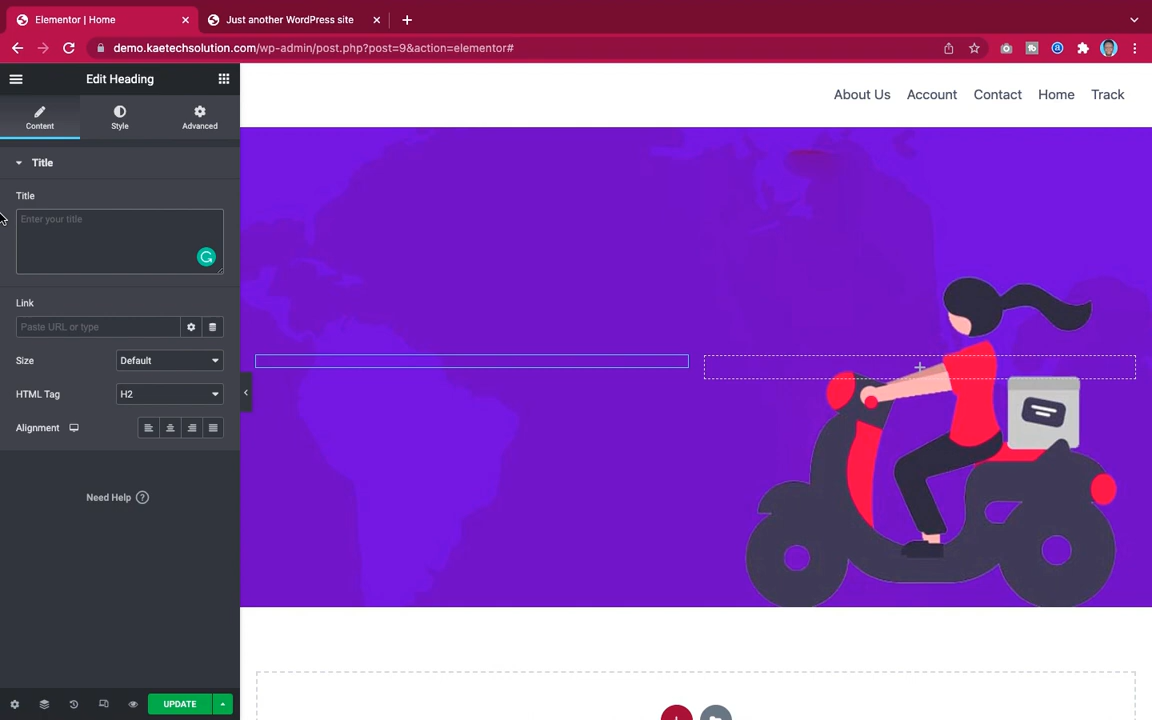 Elementor | Home
Just another WordPress site
demo.kaetechsolution.com/wp-admin/post.php?post=9&action=elementor#
Edit Heading
Content
Style
Advanced
About Us
Account
Contact
Home
Track
Title
Title
Enter your title
Link
Paste URL or type
Size
Default
HTML Tag
H2
Alignment
Need Help
UPDATE